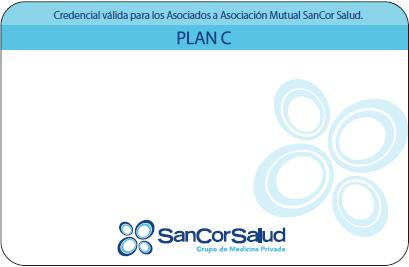 Credencial válida para los Asociados a Asociación Mutual SanCor Salud.
PLAN C
SanCorSalud
Grupo de Medicina Privada